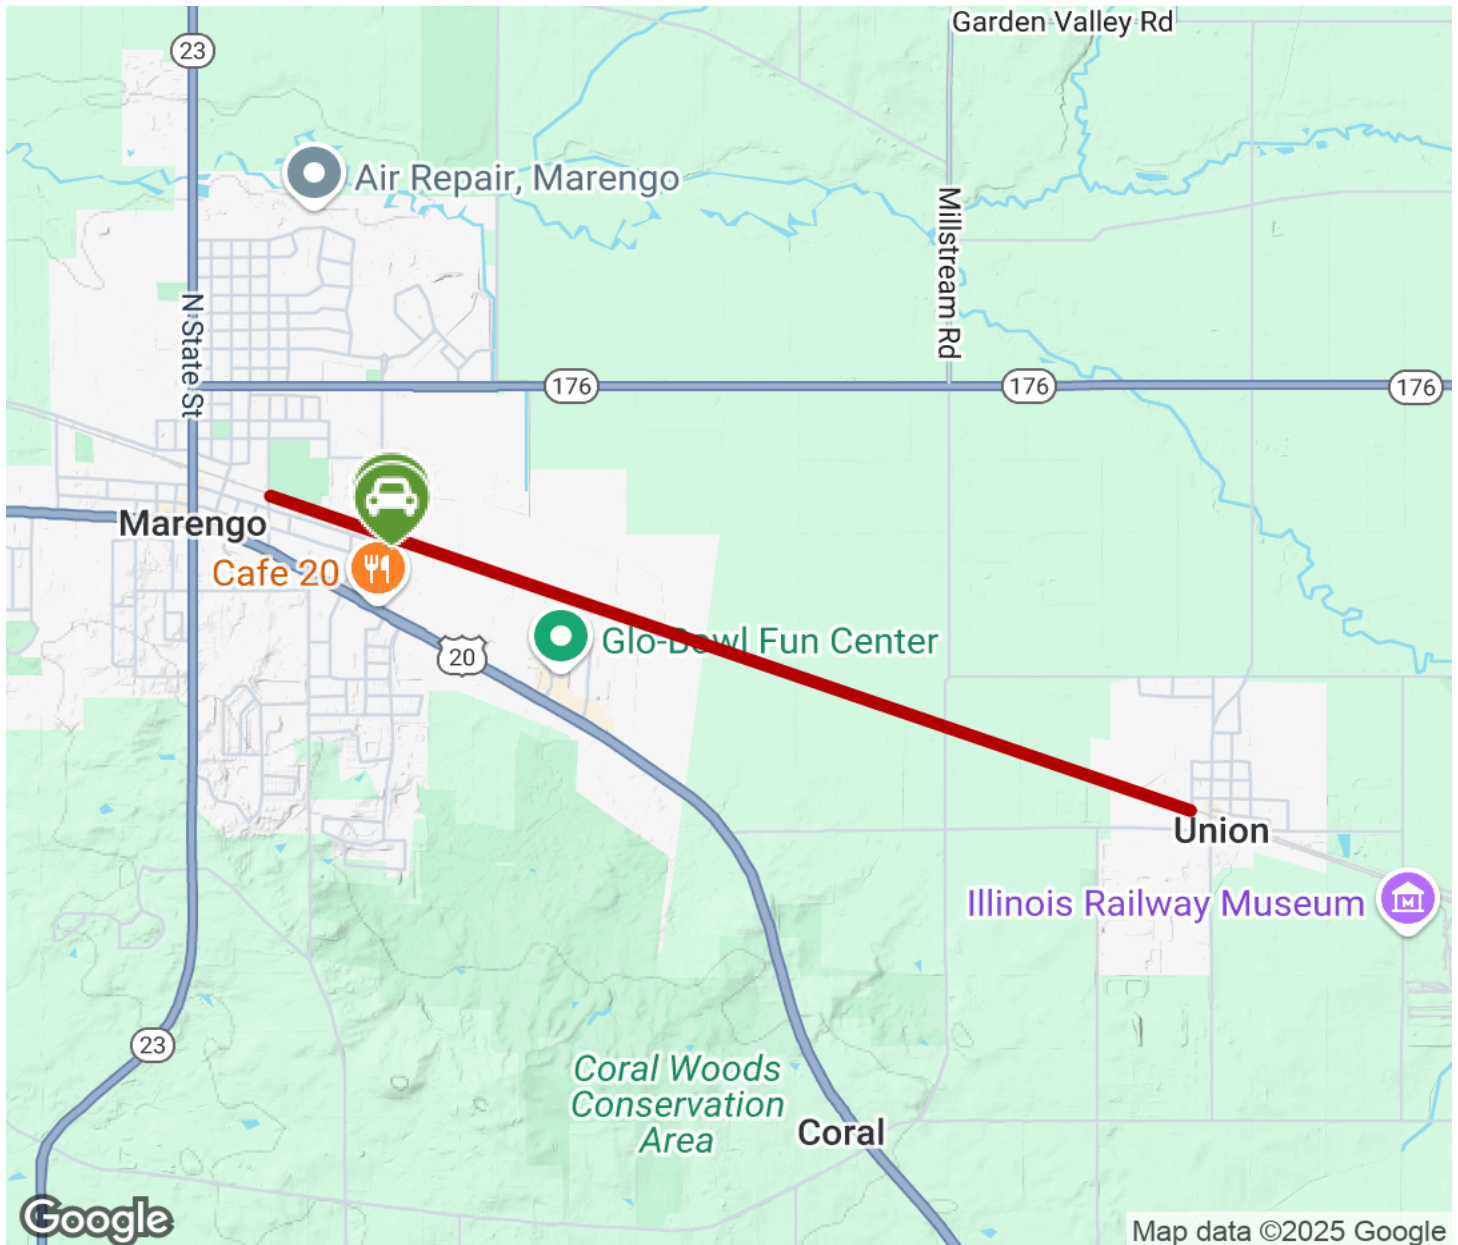 Garden Valley Rd
23
Air Repair, Marengo
Millstream Rd
N State St
176
176
176
Marengo
Cafe 20
20
Glo-Bowl Fun Center
Union
Illinois Railway Museum
23
Coral Woods
Conservation
Area
Coral
Google
Map data ©2025 Google